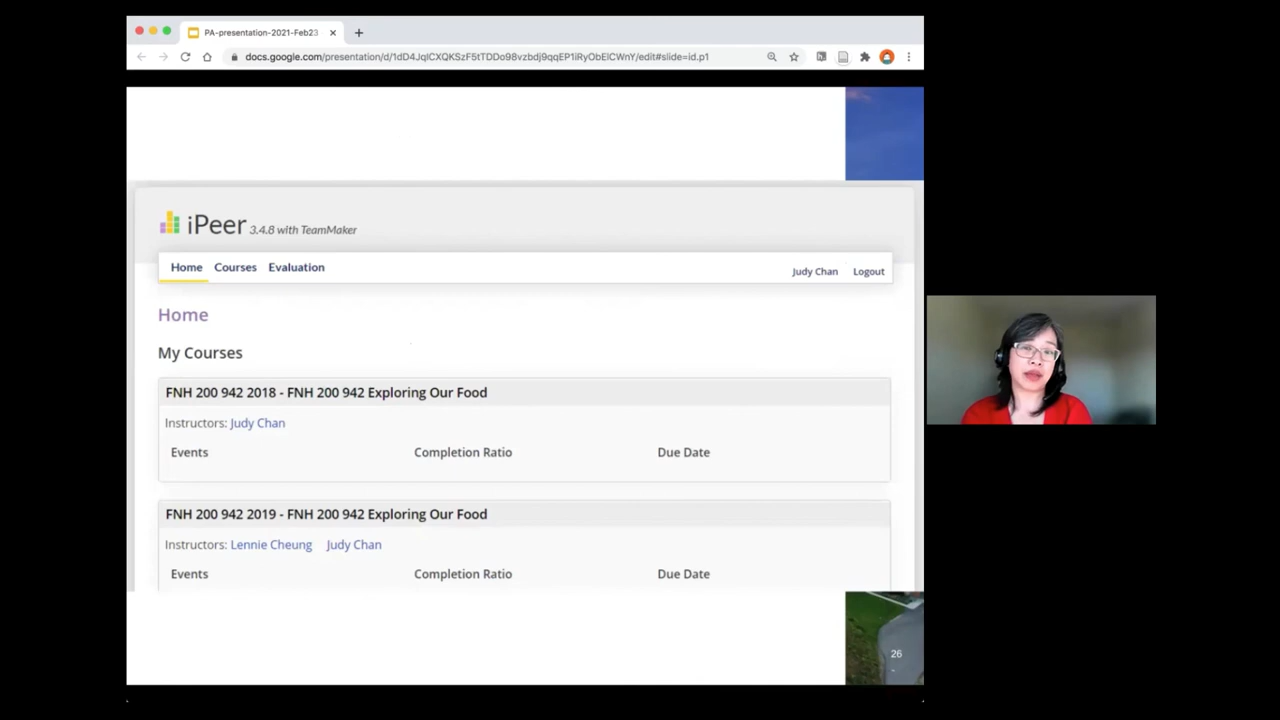 PA-presentation-2021-Feb23
docs.google.com/presentation/d/1dD4JqICXQKSzF5tTDDo98vzbdj9qqEP1iRyObElCWnY/edit#slide=id.p1
iPeer 3.4.8 with TeamMaker
Home Courses Evaluation Judy Chan Logout
Home
My Courses
FNH 200 942 2018 - FNH 200 942 Exploring Our Food
Instructors: Judy Chan
Events Completion Ratio Due Date
FNH 200 942 2019 - FNH 200 942 Exploring Our Food
Instructors: Lennie Cheung Judy Chan
Events Completion Ratio Due Date
26